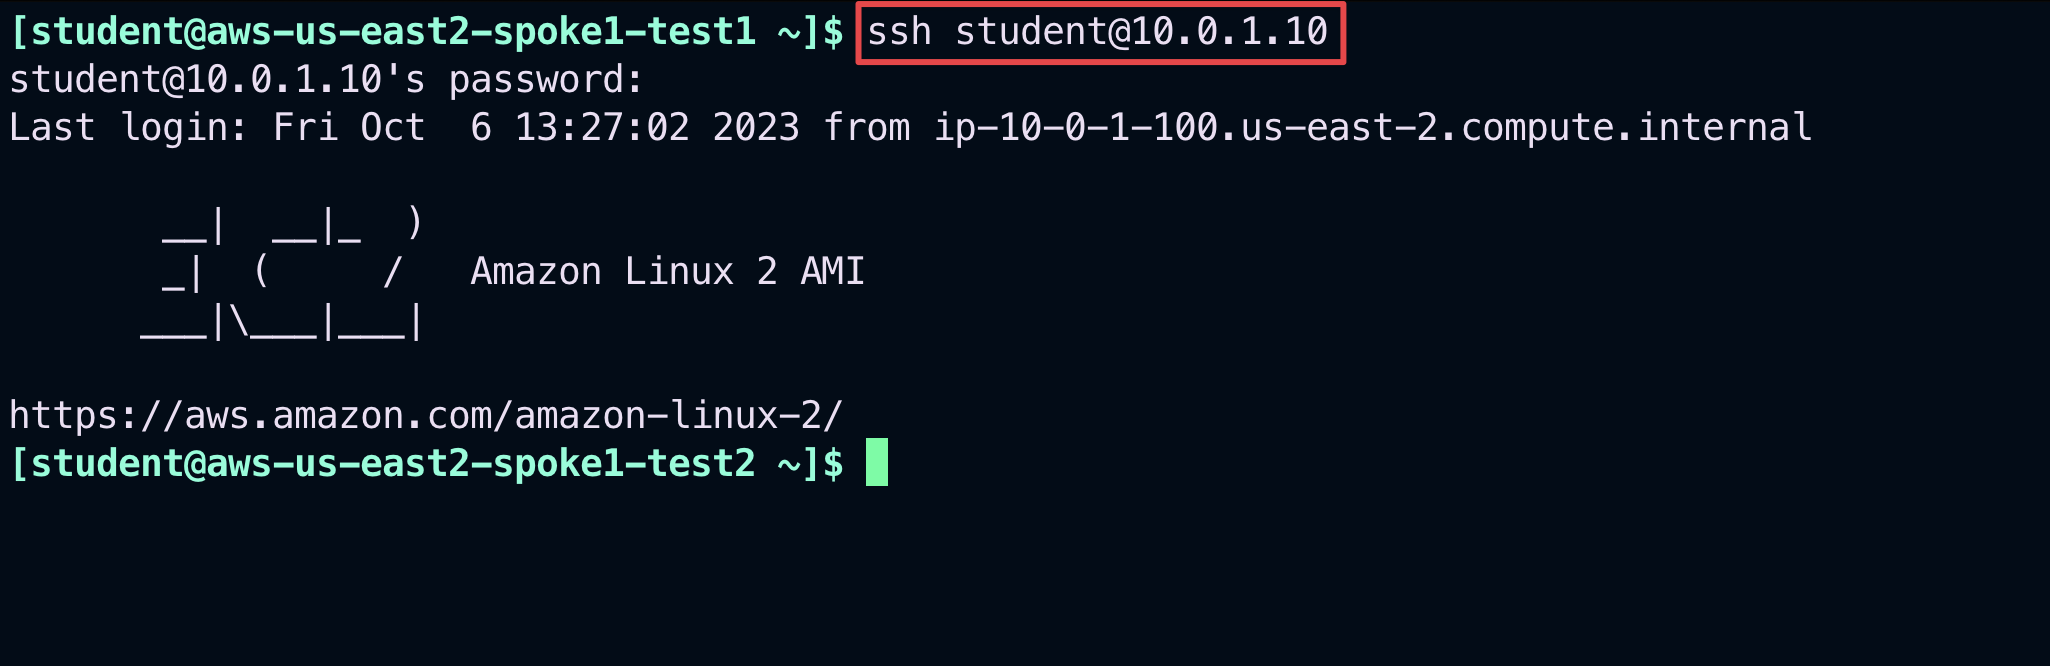 [student@aws-us-east2-spoke1-test1 ~]$ ssh student@10.0.1.10
student@10.0.1.10's password:
Last login: Fri Oct  6 13:27:02 2023 from ip-10-0-1-100.us-east-2.compute.internal

       __|  __|_  )
       _|  (     /   Amazon Linux 2 AMI
      ___|\___|___|

https://aws.amazon.com/amazon-linux-2/
[student@aws-us-east2-spoke1-test2 ~]$